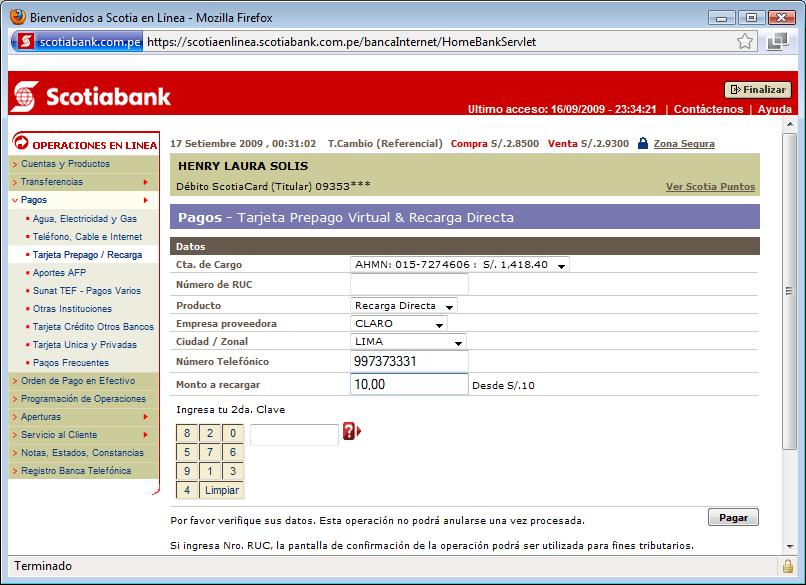 Bienvenidos a Scotia en Línea - Mozilla Firefox
scotiabank.com.pe https://scotiaenlinea.scotiabank.com.pe/bancaInternet/HomeBankServlet
Scotiabank
Finalizar
Ultimo acceso: 16/09/2009 - 23:34:21 | Contáctenos | Ayuda
OPERACIONES EN LINEA
Cuentas y Productos
Transferencias
Pagos
Agua, Electricidad y Gas
Teléfono, Cable e Internet
Tarjeta Prepago / Recarga
Aportes AFP
Sunat TEF - Pagos Varios
Otras Instituciones
Tarjeta Crédito Otros Bancos
Tarjeta Unica y Privadas
Pagos Frecuentes
Orden de Pago en Efectivo
Programación de Operaciones
Aperturas
Servicio al Cliente
Notas, Estados, Constancias
Registro Banca Telefónica
17 Setiembre 2009 , 00:31:02 T.Cambio (Referencial) Compra S/.2.8500 Venta S/.2.9300 Zona Segura
HENRY LAURA SOLIS
Débito ScotiaCard (Titular) 09353*** Ver Scotia Puntos
Pagos - Tarjeta Prepago Virtual & Recarga Directa
Datos
Cta. de Cargo AHMN: 015-7274606 : S/. 1,418.40
Número de RUC
Producto Recarga Directa
Empresa proveedora CLARO
Ciudad / Zonal LIMA
Número Telefónico 997373331
Monto a recargar 10,00 Desde S/.10
Ingresa tu 2da. Clave
8 2 0
5 7 6
9 1 3
4 Limpiar
?
Por favor verifique sus datos. Esta operación no podrá anularse una vez procesada.
Pagar
Si ingresa Nro. RUC, la pantalla de confirmación de la operación podrá ser utilizada para fines tributarios.
Terminado